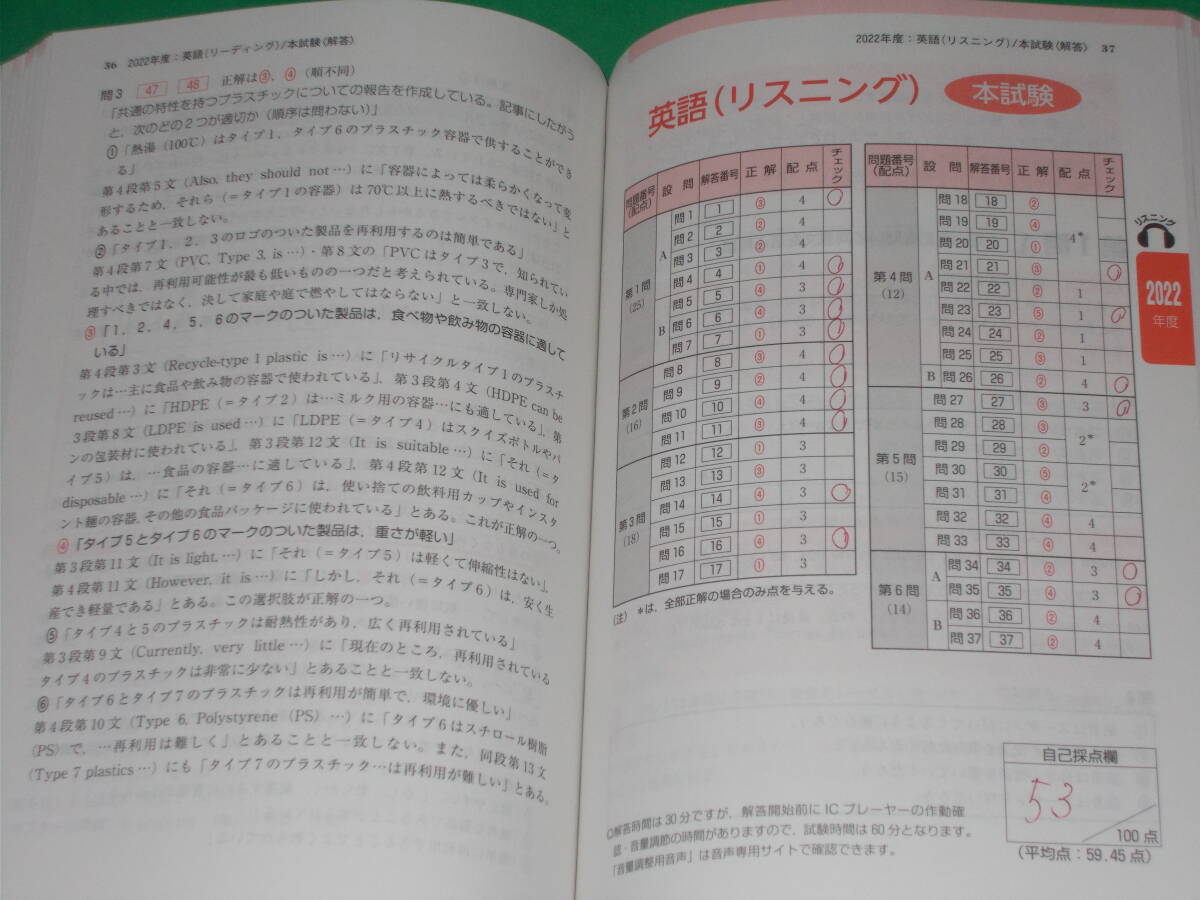 36 2022年度:英語(リーディング)/本試験〈解答〉
問3 47 48 正解は③,④(順不同)
「共通の特性を持つプラスチックについての報告を作成している。記事にしたがう
と,次のどの2つが適切か(順序は問わない)」
①「熱湯(100℃)はタイプ1,タイプ6のプラスチック容器で供することができ
る」
第4段第5文(Also, they should not …)に「容器によっては柔らかくなって変
形するため,それら(=タイプ1の容器)は70℃以上に熱するべきではない」と
あることと一致しない。
②「タイプ1,2,3のロゴのついた製品を再利用するのは簡単である」
第4段第7文(PVC, Type 3, is …)・第8文の「PVCはタイプ3で,知られてい
る中では,再利用可能性が最も低いものの一つだと考えられている。専門家しか処
理すべきではなく,決して家庭や庭で燃やしてはならない」と一致しない。
③「1,2,4,5,6のマークのついた製品は,食べ物や飲み物の容器に適して
いる」
第4段第3文(Recycle-type 1 plastic is …)に「リサイクルタイプ1のプラスチ
ックは…主に食品や飲み物の容器で使われている」,第3段第4文(HDPE can be
reused …)に「HDPE(=タイプ2)は…ミルク用の容器…にも適している」,第
3段第8文(LDPE is used …)に「LDPE(=タイプ4)はスクイズボトルやパ
ンの包装材に使われている」,第3段第12文(It is suitable …)に「それ(=タ
イプ5)は,…食品の容器…に適している」,第4段第12文(It is used for
disposable …)に「それ(=タイプ6)は,使い捨ての飲料用カップやインスタ
ント麺の容器,その他の食品パッケージに使われている」とある。これが正解の一つ。
④「タイプ5とタイプ6のマークのついた製品は,重さが軽い」
第3段第11文(It is light, …)に「それ(=タイプ5)は軽くて伸縮性はない」,
第4段第11文(However, it is …)に「しかし,それ(=タイプ6)は,安く生
産でき軽量である」とある。この選択肢が正解の一つ。
⑤「タイプ4と5のプラスチックは耐熱性があり,広く再利用されている」
第3段第9文(Currently, very little …)に「現在のところ,再利用されている
タイプ4のプラスチックは非常に少ない」とあることと一致しない。
⑥「タイプ6とタイプ7のプラスチックは再利用が簡単で,環境に優しい」
第4段第10文(Type 6, Polystyrene (PS) …)に「タイプ6はスチロール樹脂
(PS)で,…再利用は難しく」とあることと一致しない。また,同段第13文
(Type 7 plastics …)にも「タイプ7のプラスチック…は再利用が難しい」とある。
2022年度:英語(リスニング)/本試験〈解答〉 37
英語(リスニング) 本試験
問題番号(配点) 設問 解答番号 正解 配点 チェック
第1問(25) A 問1 1 ③ 4
問2 2 ② 4
問3 3 ② 4
問4 4 ① 4
B 問5 5 ④ 3
問6 6 ④ 3
問7 7 ① 3
第2問(16) 問8 8 ③ 4
問9 9 ② 4
問10 10 ④ 4
問11 11 ③ 4
第3問(18) 問12 12 ① 3
問13 13 ③ 3
問14 14 ④ 3
問15 15 ① 3
問16 16 ④ 3
問17 17 ① 3
(注) *は,全部正解の場合のみ点を与える。
問題番号(配点) 設問 解答番号 正解 配点 チェック
第4問(12) A 問18 18 ② 4*
問19 19 ④
問20 20 ①
問21 21 ③
問22 22 ② 1
問23 23 ⑤ 1
問24 24 ② 1
問25 25 ③ 1
B 問26 26 ② 4
第5問(15) 問27 27 ③ 3
問28 28 ③ 2*
問29 29 ②
問30 30 ⑤ 2*
問31 31 ④
問32 32 ④ 4
問33 33 ④ 4
第6問(14) A 問34 34 ② 3
問35 35 ④ 3
B 問36 36 ② 4
問37 37 ② 4
リスニング
2022
年度
自己採点欄
53
100点
(平均点:59.45点)
○解答時間は30分ですが,解答開始前にICプレーヤーの作動確
認・音量調節の時間がありますので,試験時間は60分となります。
「音量調整用音声」は音声専用サイトで確認できます。